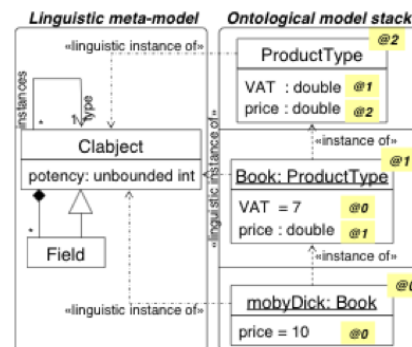 Linguistic meta-model
Ontological model stack
@2
«linguistic instance of»
ProductType
VAT : double @1
price : double @2
instances
*
1
type
Clabject
potency: unbounded int
*
Field
«linguistic instance of»
«instance of»
@1
Book: ProductType
VAT = 7 @0
price : double @1
«instance of»
«linguistic instance of»
@0
mobyDick: Book
price = 10 @0